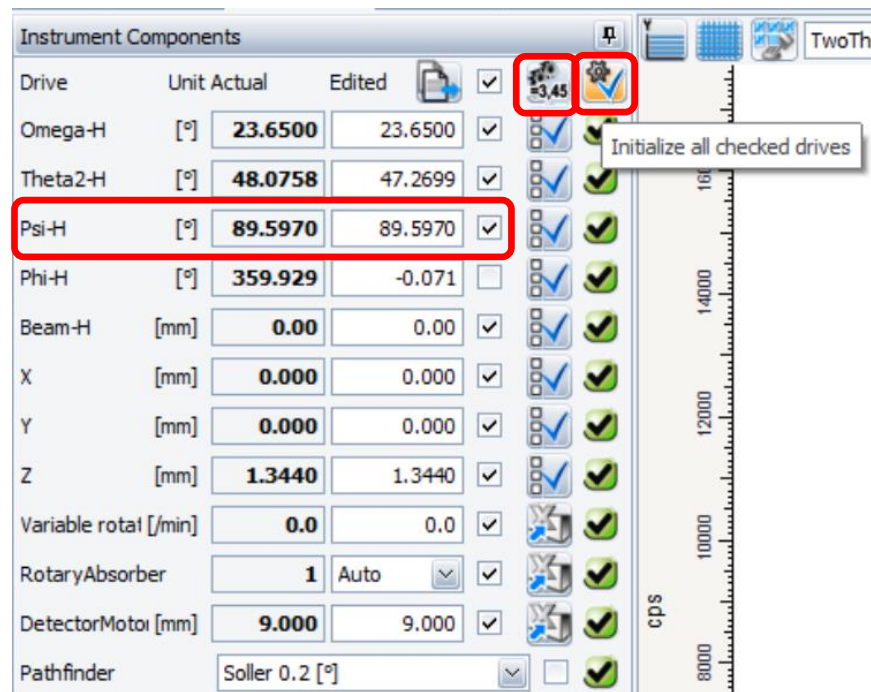 Instrument Components
Y
TwoTh
Drive Unit Actual Edited =3,45
Omega-H [°] 23.6500 23.6500
Initialize all checked drives
Theta2-H [°] 48.0758 47.2699
Psi-H [°] 89.5970 89.5970
Phi-H [°] 359.929 -0.071
14000
Beam-H [mm] 0.00 0.00
X [mm] 0.000 0.000
Y [mm] 0.000 0.000
12000
Z [mm] 1.3440 1.3440
Variable rotat [/min] 0.0 0.0
10000
RotaryAbsorber 1 Auto
DetectorMotor [mm] 9.000 9.000
cps
Pathfinder Soller 0.2 [°]
8000